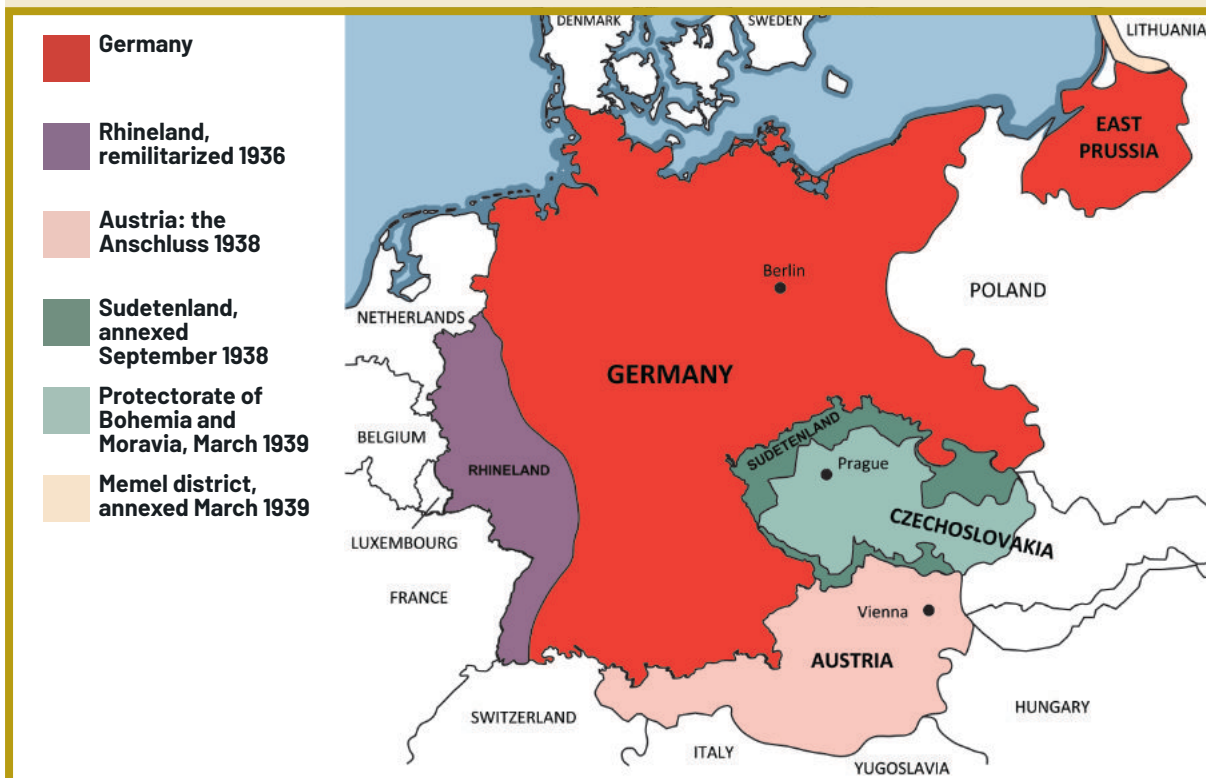 Germany
Rhineland,
remilitarized 1936
Austria: the
Anschluss 1938
Sudetenland,
annexed
September 1938
Protectorate of
Bohemia and
Moravia, March 1939
Memel district,
annexed March 1939
DENMARK
SWEDEN
LITHUANIA
EAST
PRUSSIA
Berlin
POLAND
NETHERLANDS
GERMANY
BELGIUM
RHINELAND
SUDETENLAND
Prague
CZECHOSLOVAKIA
LUXEMBOURG
FRANCE
Vienna
AUSTRIA
SWITZERLAND
HUNGARY
ITALY
YUGOSLAVIA